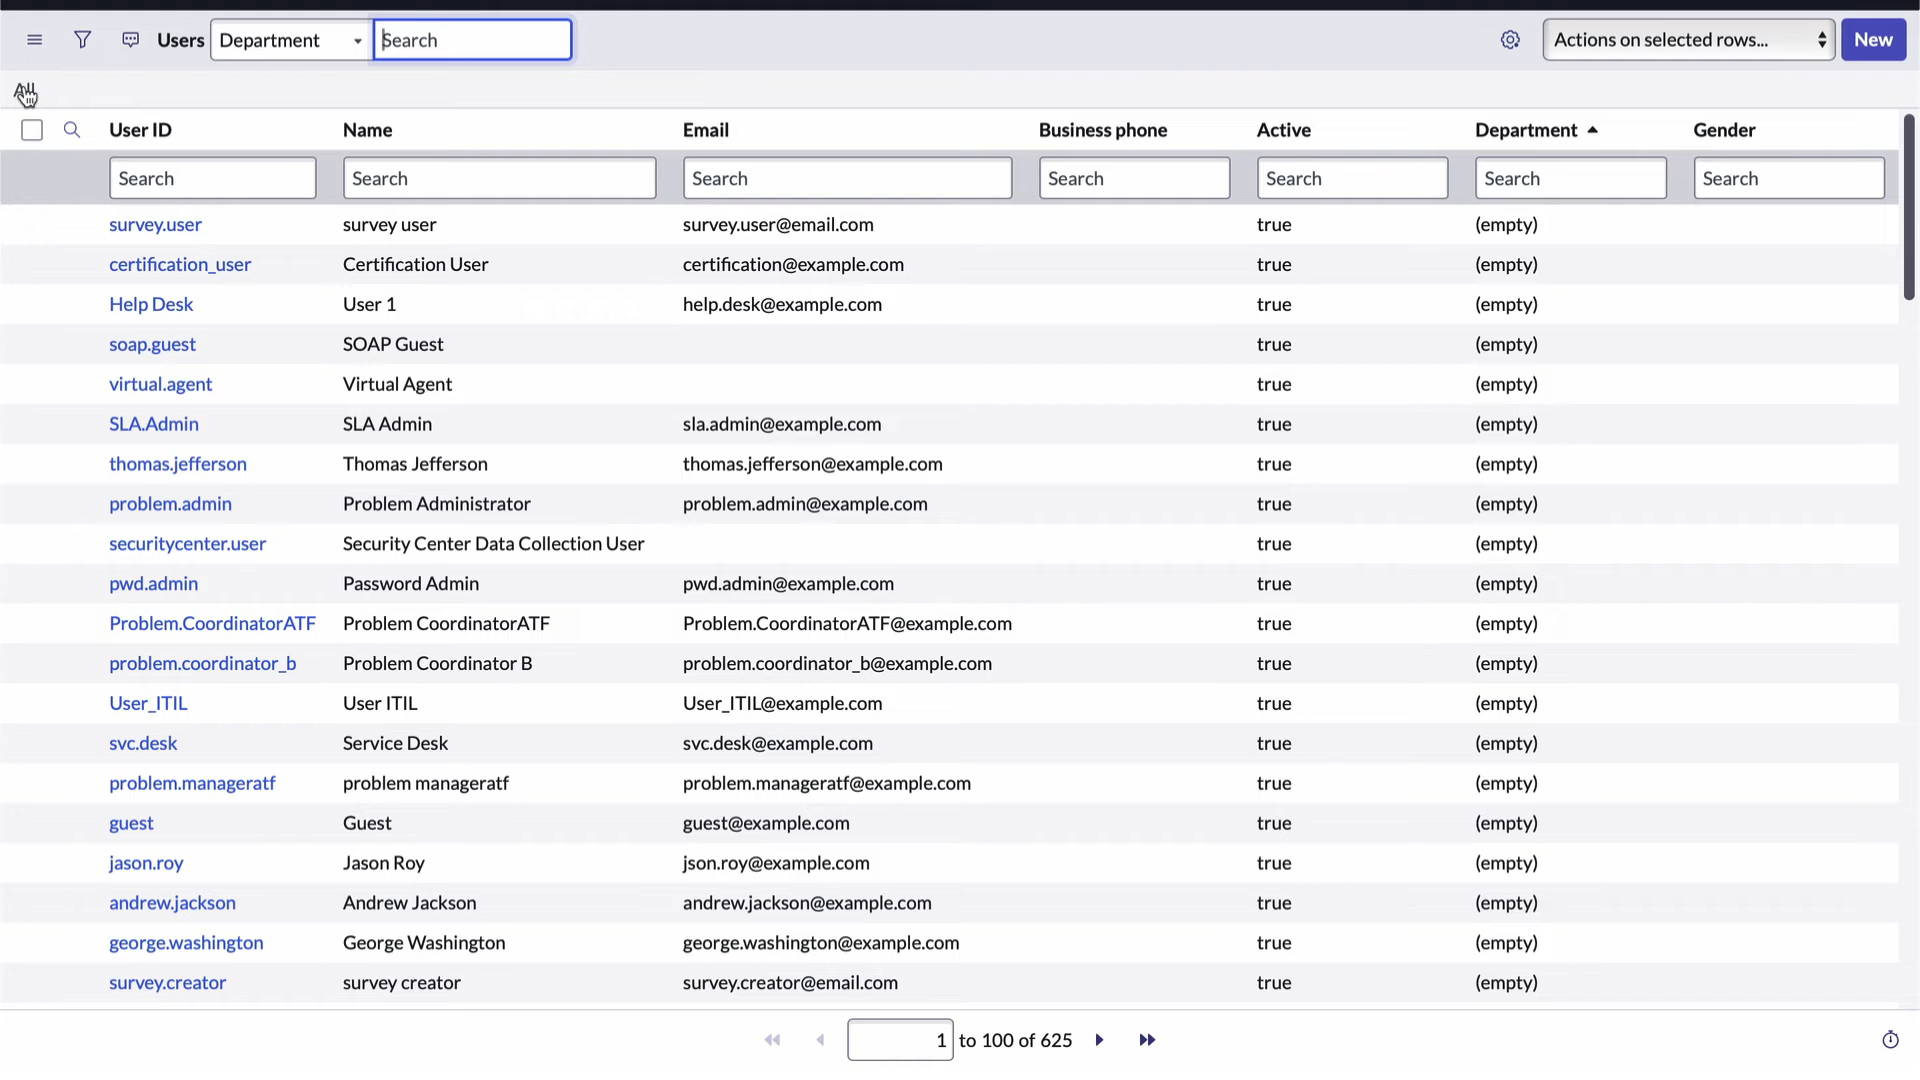 Users Department Search Actions on selected rows... New
All
User ID Name Email Business phone Active Department Gender
Search Search Search Search Search Search Search
survey.user survey user survey.user@email.com true (empty)
certification_user Certification User certification@example.com true (empty)
Help Desk User 1 help.desk@example.com true (empty)
soap.guest SOAP Guest true (empty)
virtual.agent Virtual Agent true (empty)
SLA.Admin SLA Admin sla.admin@example.com true (empty)
thomas.jefferson Thomas Jefferson thomas.jefferson@example.com true (empty)
problem.admin Problem Administrator problem.admin@example.com true (empty)
securitycenter.user Security Center Data Collection User true (empty)
pwd.admin Password Admin pwd.admin@example.com true (empty)
Problem.CoordinatorATF Problem CoordinatorATF Problem.CoordinatorATF@example.com true (empty)
problem.coordinator_b Problem Coordinator B problem.coordinator_b@example.com true (empty)
User_ITIL User ITIL User_ITIL@example.com true (empty)
svc.desk Service Desk svc.desk@example.com true (empty)
problem.manageratf problem manageratf problem.manageratf@example.com true (empty)
guest Guest guest@example.com true (empty)
jason.roy Jason Roy json.roy@example.com true (empty)
andrew.jackson Andrew Jackson andrew.jackson@example.com true (empty)
george.washington George Washington george.washington@example.com true (empty)
survey.creator survey creator survey.creator@email.com true (empty)
1 to 100 of 625